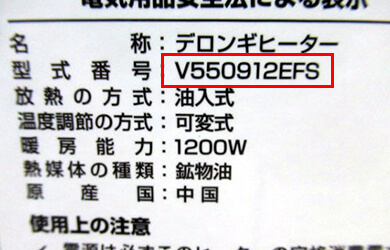 電気用品安全法による表示
名 称：デロンギヒーター
型式番号：V550912EFS
放熱の方式：油入式
温度調節の方式：可変式
暖房能力：1200W
熱媒体の種類：鉱物油
原産国：中国
使用上の注意